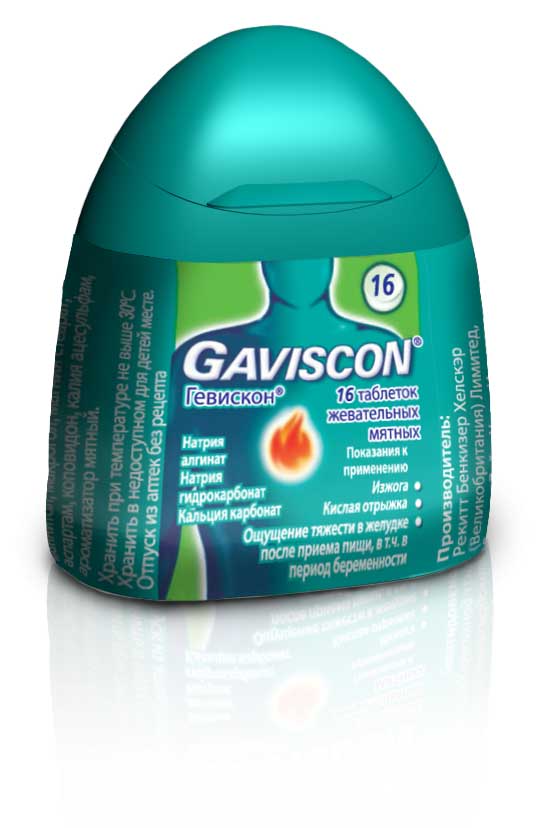 16
GAVISCON®
Гевискон®
16 таблеток
жевательных
мятных
Натрия
алгинат
Натрия
гидрокарбонат
Кальция карбонат
Показания к
применению
Изжога •
Кислая отрыжка •
Ощущение тяжести в желудке •
после приема пищи, в т.ч. в
период беременности
аспартам, коповидон, калия ацесульфам,
ароматизатор мятный.
Хранить при температуре не выше 30°C.
Хранить в недоступном для детей месте.
Отпуск из аптек без рецепта
Производитель:
Рекитт Бенкизер Хелскэр
(Великобритания) Лимитед,